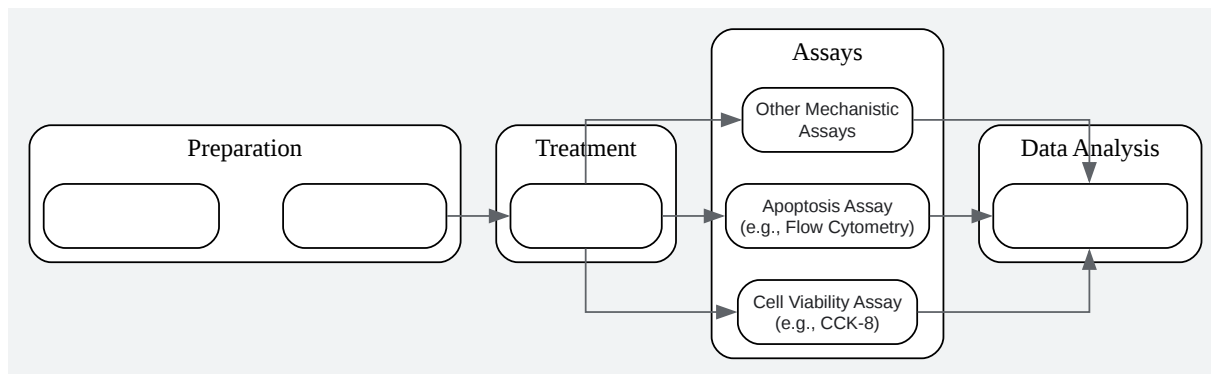 Preparation
Treatment
Assays
Other Mechanistic
Assays
Apoptosis Assay
(e.g., Flow Cytometry)
Cell Viability Assay
(e.g., CCK-8)
Data Analysis